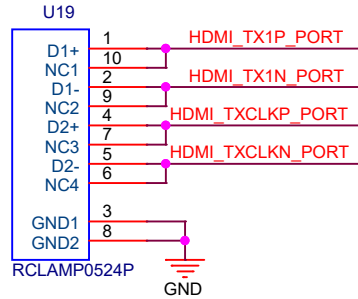 U19
D1+ 1 HDMI_TX1P_PORT
NC1 10
D1- 2 HDMI_TX1N_PORT
NC2 9
D2+ 4 HDMI_TXCLKP_PORT
NC3 7
D2- 5 HDMI_TXCLKN_PORT
NC4 6
GND1 3
GND2 8
RCLAMP0524P
GND